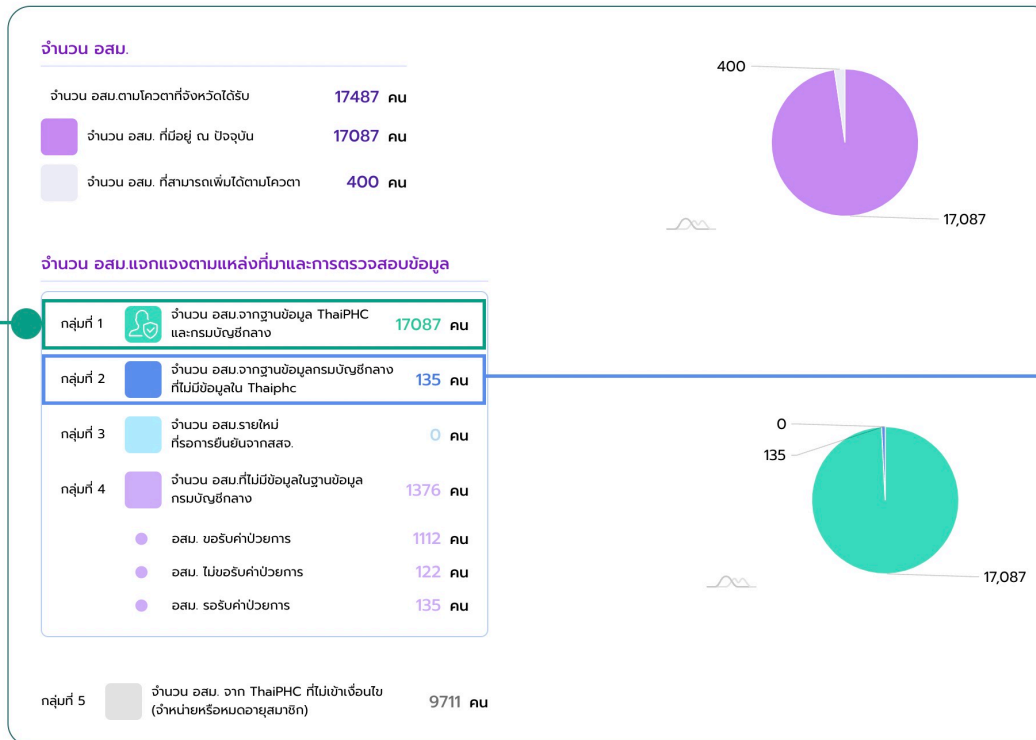 จำนวน อสม.
จำนวน อสม.ตามโควตาที่จังหวัดได้รับ 17487 คน
จำนวน อสม. ที่มีอยู่ ณ ปัจจุบัน 17087 คน
จำนวน อสม. ที่สามารถเพิ่มได้ตามโควตา 400 คน
400
17,087
จำนวน อสม.แจกแจงตามแหล่งที่มาและการตรวจสอบข้อมูล
กลุ่มที่ 1 จำนวน อสม.จากฐานข้อมูล ThaiPHC
และกรมบัญชีกลาง 17087 คน
กลุ่มที่ 2 จำนวน อสม.จากฐานข้อมูลกรมบัญชีกลาง
ที่ไม่มีข้อมูลใน Thaiphc 135 คน
กลุ่มที่ 3 จำนวน อสม.รายใหม่
ที่รอการยืนยันจากสสจ. 0 คน
กลุ่มที่ 4 จำนวน อสม.ที่ไม่มีข้อมูลในฐานข้อมูล
กรมบัญชีกลาง 1376 คน
อสม. ขอรับค่าป่วยการ 1112 คน
อสม. ไม่ขอรับค่าป่วยการ 122 คน
อสม. รอรับค่าป่วยการ 135 คน
0
135
17,087
กลุ่มที่ 5 จำนวน อสม. จาก ThaiPHC ที่ไม่เข้าเงื่อนไข
(จำหน่ายหรือหมดอายุสมาชิก) 9711 คน